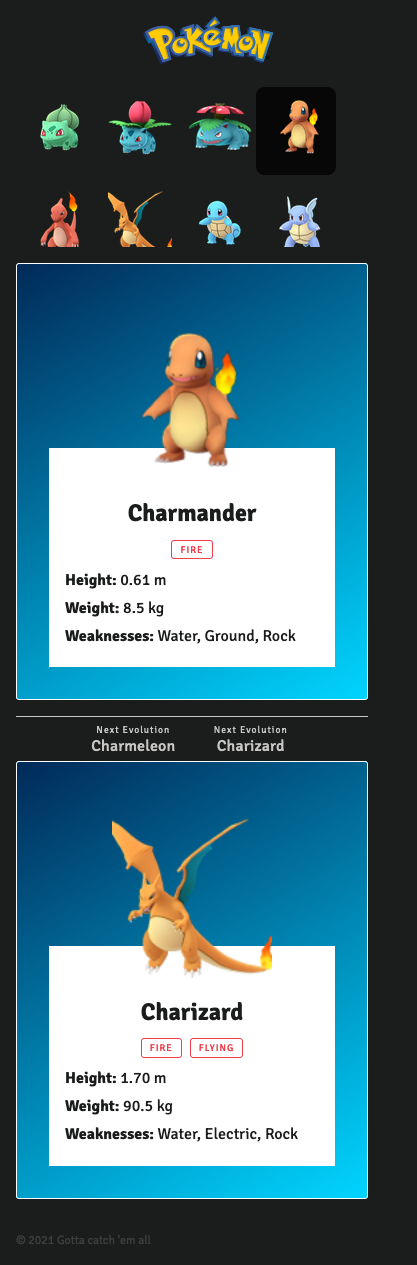 POKéMON
Charmander
FIRE
Height: 0.61 m
Weight: 8.5 kg
Weaknesses: Water, Ground, Rock
Next Evolution
Charmeleon
Next Evolution
Charizard
Charizard
FIRE
FLYING
Height: 1.70 m
Weight: 90.5 kg
Weaknesses: Water, Electric, Rock
© 2021 Gotta catch 'em all